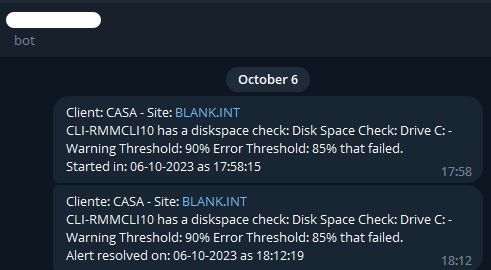 bot
October 6
Client: CASA - Site: BLANK.INT
CLI-RMMCLI10 has a diskspace check: Disk Space Check: Drive C: -
Warning Threshold: 90% Error Threshold: 85% that failed.
Started in: 06-10-2023 as 17:58:15
17:58
Cliente: CASA - Site: BLANK.INT
CLI-RMMCLI10 has a diskspace check: Disk Space Check: Drive C: -
Warning Threshold: 90% Error Threshold: 85% that failed.
Alert resolved on: 06-10-2023 as 18:12:19
18:12